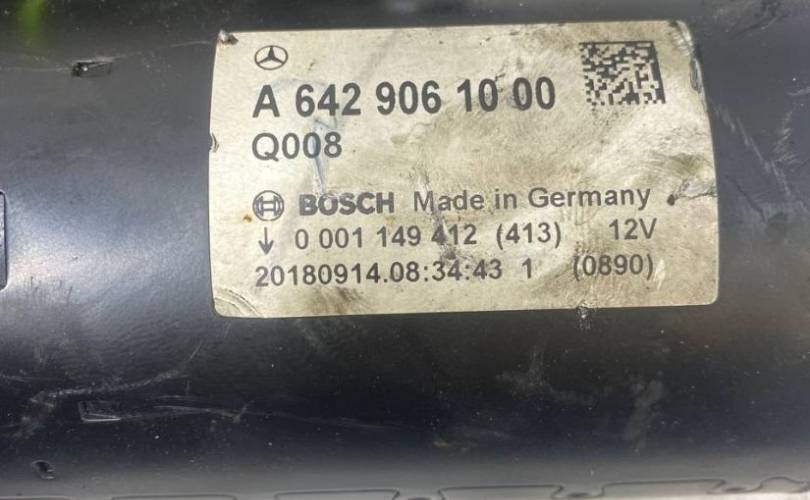 A 642 906 10 00
Q008
BOSCH Made in Germany
↓ 0 001 149 412 (413) 12V
20180914.08:34:43 1 (0890)